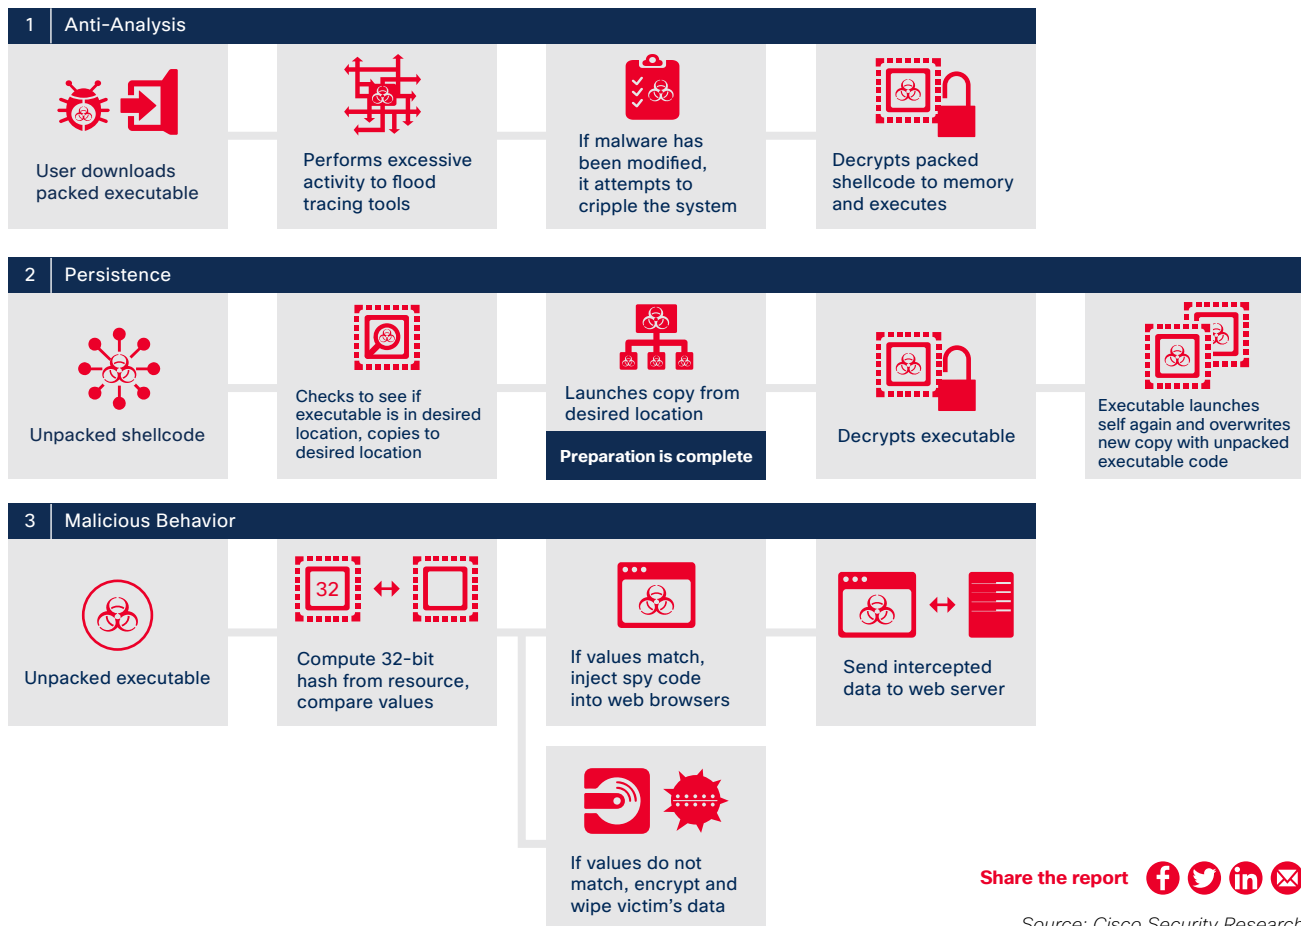 1 Anti-Analysis
User downloads
packed executable
Performs excessive
activity to flood
tracing tools
If malware has
been modified,
it attempts to
cripple the system
Decrypts packed
shellcode to memory
and executes
2 Persistence
Unpacked shellcode
Checks to see if
executable is in desired
location, copies to
desired location
Launches copy from
desired location
Preparation is complete
Decrypts executable
Executable launches
self again and overwrites
new copy with unpacked
executable code
3 Malicious Behavior
Unpacked executable
32
Compute 32-bit
hash from resource,
compare values
If values match,
inject spy code
into web browsers
Send intercepted
data to web server
If values do not
match, encrypt and
wipe victim's data
Share the report
f
in
Source: Cisco Security Research